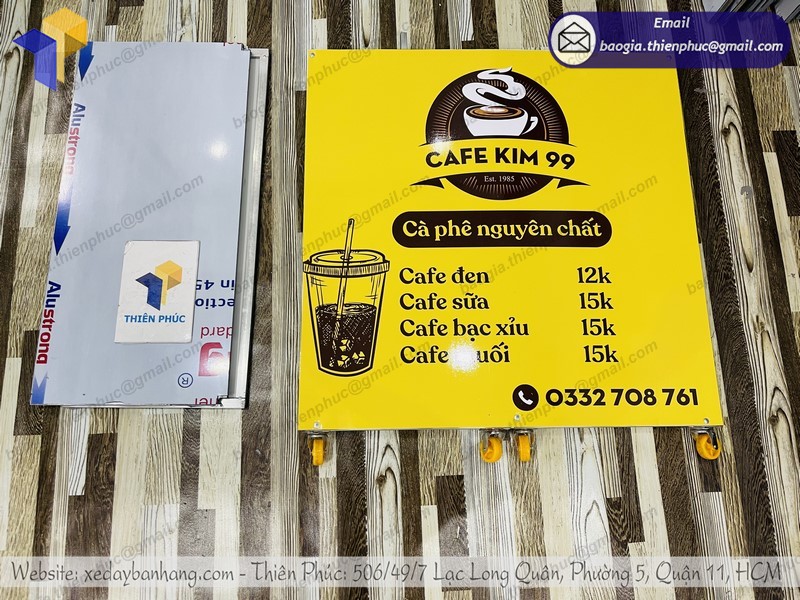 Email
baogia.thienphuc@gmail.com
Alustrong
Alustrong
THIÊN PHÚC
®
CAFE KIM 99
Est. 1985
Cà phê nguyên chất
Cafe đen 12k
Cafe sữa 15k
Cafe bạc xỉu 15k
Cafe 15k
0332 708 761
Website: xedaybanhang.com - Thiên Phúc: 506/49/7 Lạc Long Quân, Phường 5, Quận 11, HCM